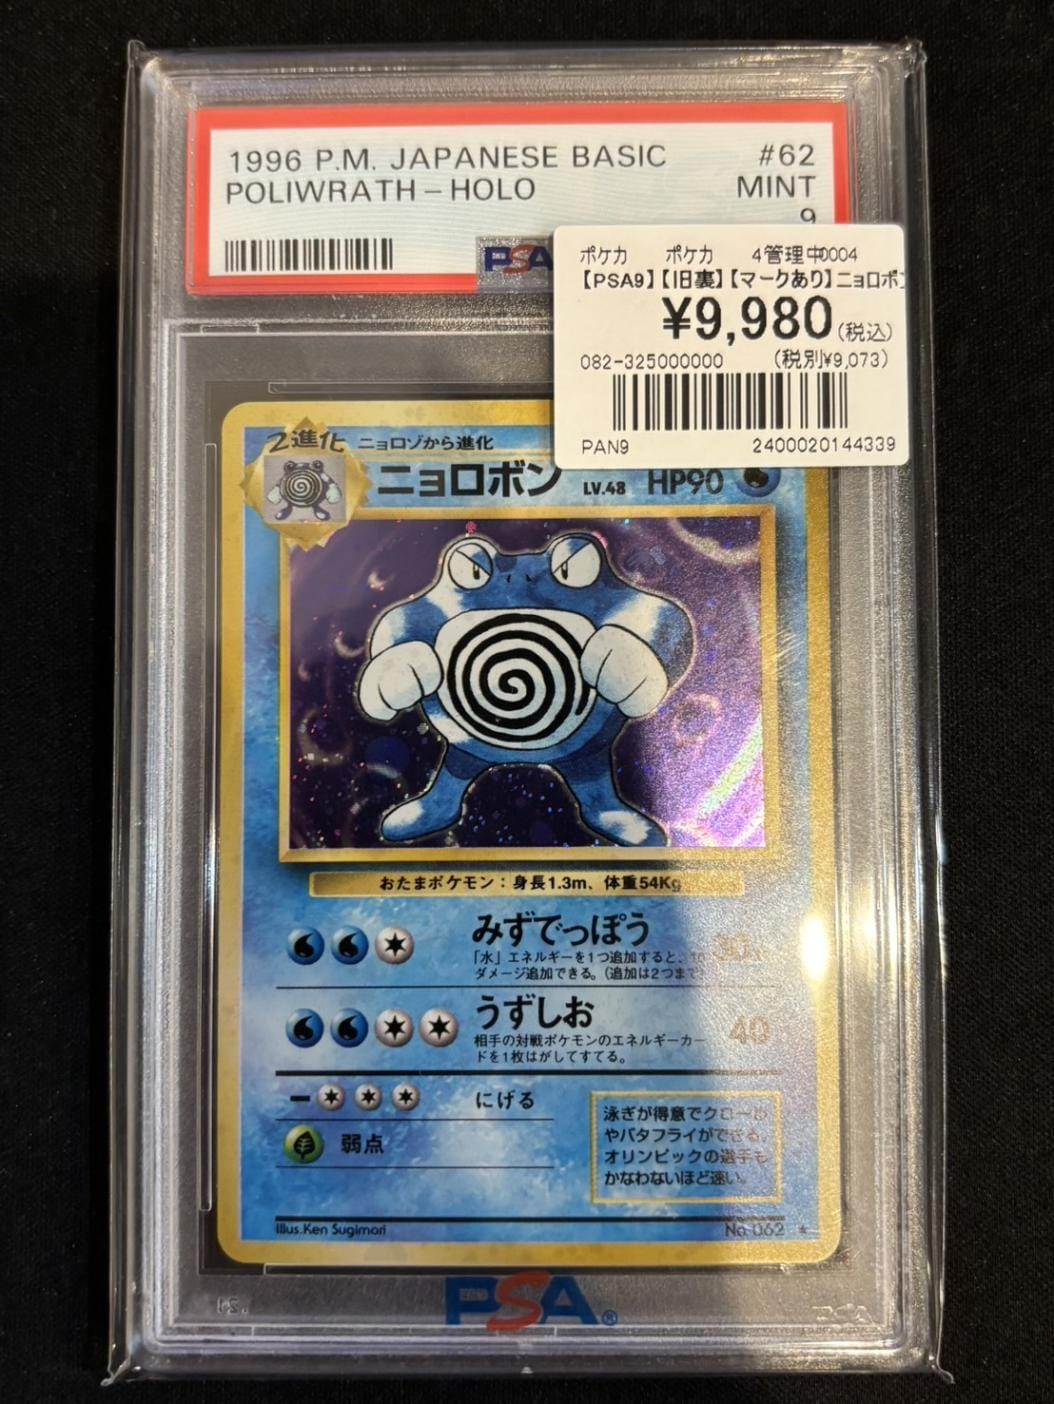 1996 P.M. JAPANESE BASIC #62
POLIWRATH – HOLO MINT
9
PSA
ポケカ ポケカ 4管理中0004
【PSA9】【旧裏】【マークあり】ニョロボン
¥9,980(税込)
082-325000000 (税別¥9,073)
PAN9 2400020144339
2進化 ニョロゾから進化
ニョロボン LV.48 HP90
おたまポケモン：身長1.3m、体重54Kg
みずでっぽう 30+
「水」エネルギーを1つ追加すると、10
ダメージ追加できる。(追加は2つまで)
うずしお 40
相手の対戦ポケモンのエネルギーカー
ドを1枚はがしてすてる。
にげる
弱点
泳ぎが得意でクロール
やバタフライができる。
オリンピックの選手も
かなわないほど速い。
Illus.Ken Sugimori No.062 ★
PSA®